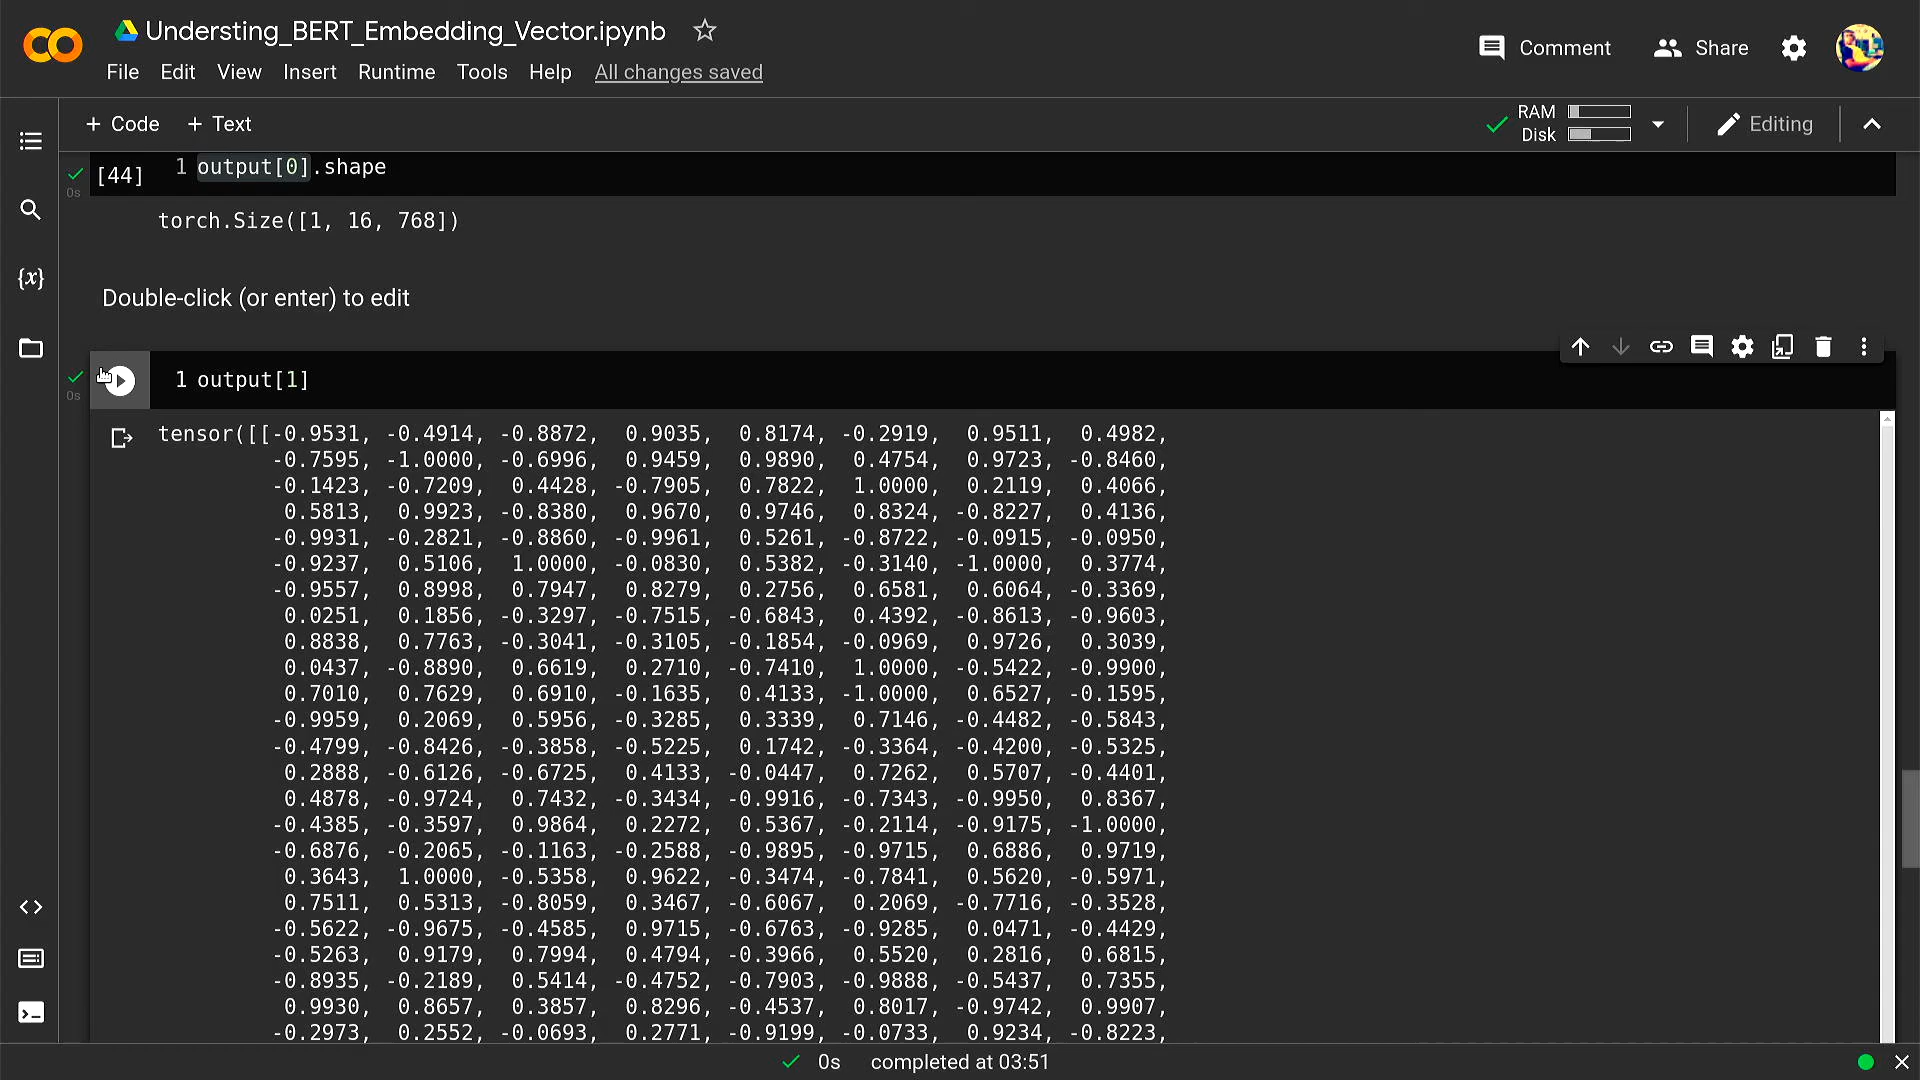 Understing_BERT_Embedding_Vector.ipynb
Comment
Share
File Edit View Insert Runtime Tools Help All changes saved
+ Code + Text
RAM
Disk
Editing
[44] 1 output[0].shape
0s
torch.Size([1, 16, 768])
{x}
Double-click (or enter) to edit
1 output[1]
0s
tensor([[-0.9531, -0.4914, -0.8872, 0.9035, 0.8174, -0.2919, 0.9511, 0.4982,
-0.7595, -1.0000, -0.6996, 0.9459, 0.9890, 0.4754, 0.9723, -0.8460,
-0.1423, -0.7209, 0.4428, -0.7905, 0.7822, 1.0000, 0.2119, 0.4066,
0.5813, 0.9923, -0.8380, 0.9670, 0.9746, 0.8324, -0.8227, 0.4136,
-0.9931, -0.2821, -0.8860, -0.9961, 0.5261, -0.8722, -0.0915, -0.0950,
-0.9237, 0.5106, 1.0000, -0.0830, 0.5382, -0.3140, -1.0000, 0.3774,
-0.9557, 0.8998, 0.7947, 0.8279, 0.2756, 0.6581, 0.6064, -0.3369,
0.0251, 0.1856, -0.3297, -0.7515, -0.6843, 0.4392, -0.8613, -0.9603,
0.8838, 0.7763, -0.3041, -0.3105, -0.1854, -0.0969, 0.9726, 0.3039,
0.0437, -0.8890, 0.6619, 0.2710, -0.7410, 1.0000, -0.5422, -0.9900,
0.7010, 0.7629, 0.6910, -0.1635, 0.4133, -1.0000, 0.6527, -0.1595,
-0.9959, 0.2069, 0.5956, -0.3285, 0.3339, 0.7146, -0.4482, -0.5843,
-0.4799, -0.8426, -0.3858, -0.5225, 0.1742, -0.3364, -0.4200, -0.5325,
0.2888, -0.6126, -0.6725, 0.4133, -0.0447, 0.7262, 0.5707, -0.4401,
0.4878, -0.9724, 0.7432, -0.3434, -0.9916, -0.7343, -0.9950, 0.8367,
-0.4385, -0.3597, 0.9864, 0.2272, 0.5367, -0.2114, -0.9175, -1.0000,
-0.6876, -0.2065, -0.1163, -0.2588, -0.9895, -0.9715, 0.6886, 0.9719,
0.3643, 1.0000, -0.5358, 0.9622, -0.3474, -0.7841, 0.5620, -0.5971,
0.7511, 0.5313, -0.8059, 0.3467, -0.6067, 0.2069, -0.7716, -0.3528,
-0.5622, -0.9675, -0.4585, 0.9715, -0.6763, -0.9285, 0.0471, -0.4429,
-0.5263, 0.9179, 0.7994, 0.4794, -0.3966, 0.5520, 0.2816, 0.6815,
-0.8935, -0.2189, 0.5414, -0.4752, -0.7903, -0.9888, -0.5437, 0.7355,
0.9930, 0.8657, 0.3857, 0.8296, -0.4537, 0.8017, -0.9742, 0.9907,
-0.2973, 0.2552, -0.0693, 0.2771, -0.9199, -0.0733, 0.9234, -0.8223,
0s completed at 03:51